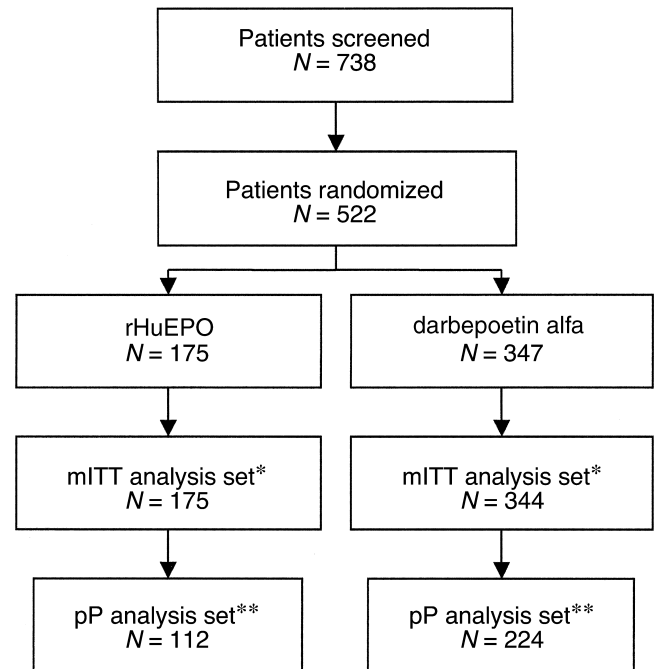 Patients screened
N = 738
Patients randomized
N = 522
rHuEPO
N = 175
darbepoetin alfa
N = 347
mITT analysis set*
N = 175
mITT analysis set*
N = 344
pP analysis set**
N = 112
pP analysis set**
N = 224